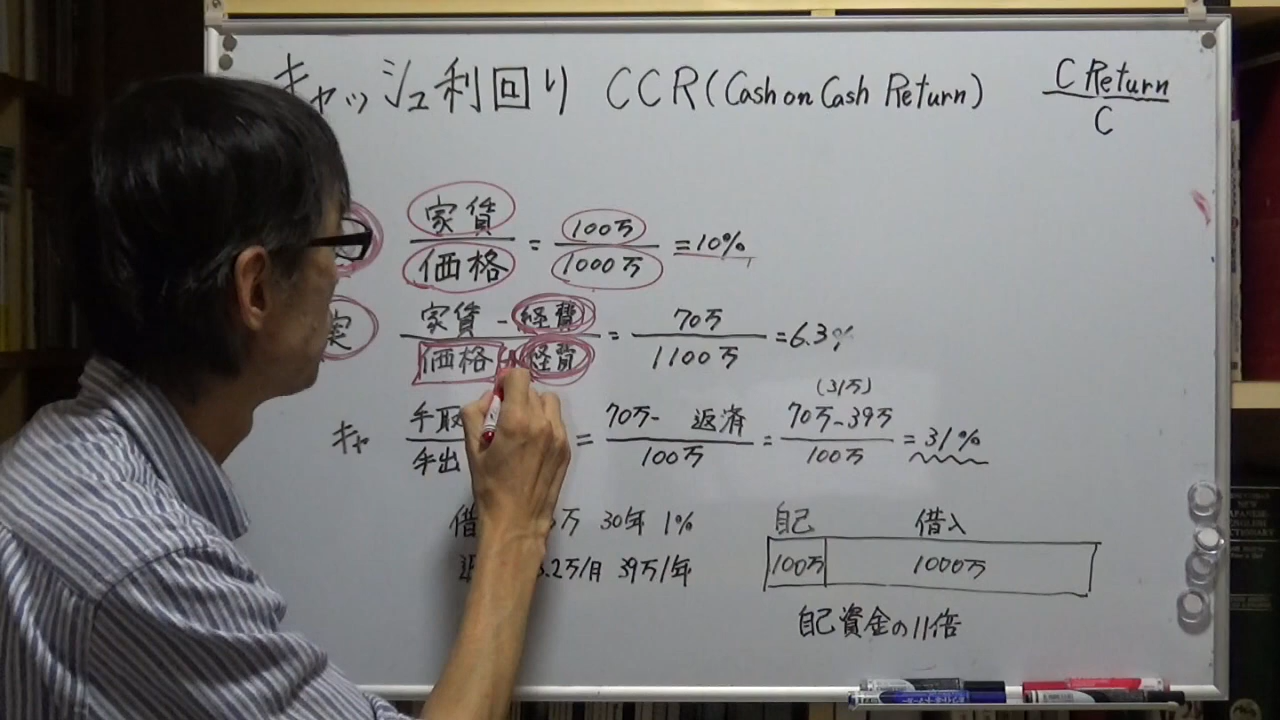 キャッシュ利回り CCR(Cash on Cash Return) C Return / C
家賃 / 価格 = 100万 / 1000万 = 10%
実 家賃 - 経費 / 価格 + 経費 = 70万 / 1100万 = 6.3%
(31万)
キャ 手取 / 手出 = 70万 - 返済 / 100万 = 70万 - 39万 / 100万 = 31%
借 万 30年 1%
.2万/月 39万/年
自己 借入
100万 1000万
自己資金の11倍